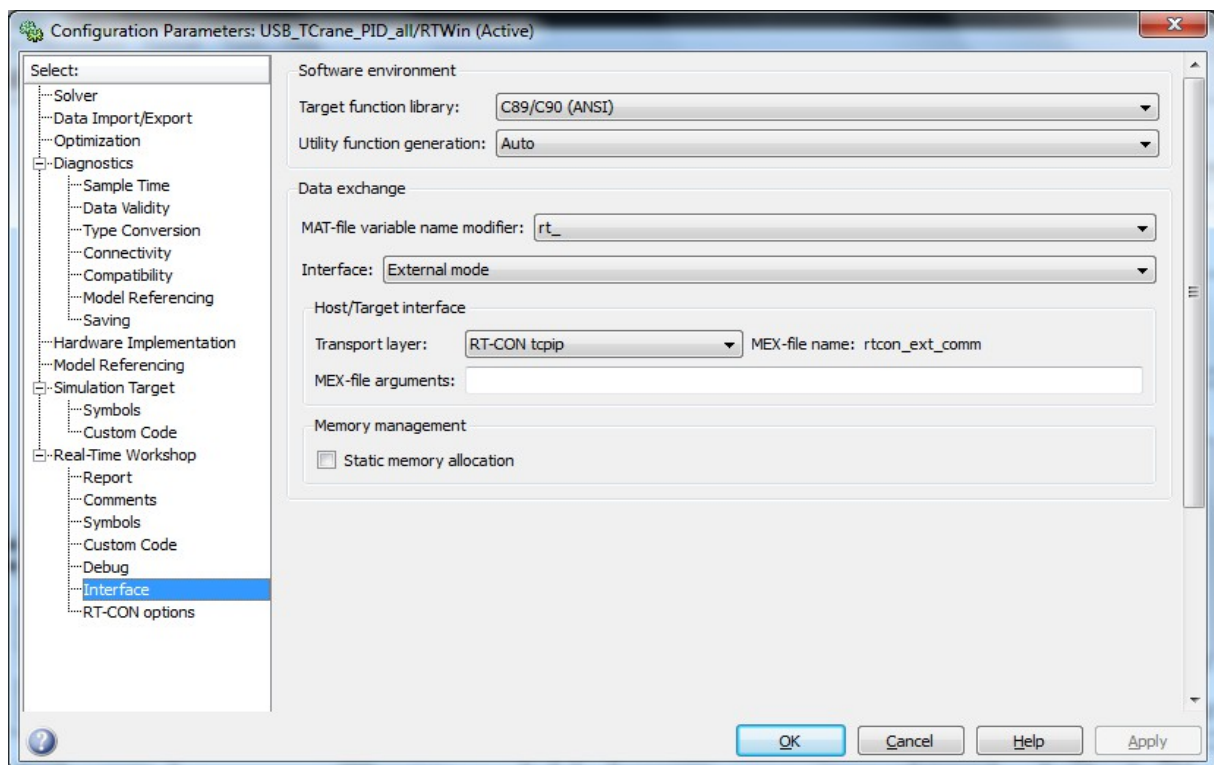 Configuration Parameters: USB_TCrane_PID_all/RTWin (Active)
Select:
Solver
Data Import/Export
Optimization
Diagnostics
Sample Time
Data Validity
Type Conversion
Connectivity
Compatibility
Model Referencing
Saving
Hardware Implementation
Model Referencing
Simulation Target
Symbols
Custom Code
Real-Time Workshop
Report
Comments
Symbols
Custom Code
Debug
Interface
RT-CON options
Software environment
Target function library: C89/C90 (ANSI)
Utility function generation: Auto
Data exchange
MAT-file variable name modifier: rt_
Interface: External mode
Host/Target interface
Transport layer: RT-CON tcpip MEX-file name: rtcon_ext_comm
MEX-file arguments:
Memory management
Static memory allocation
OK Cancel Help Apply